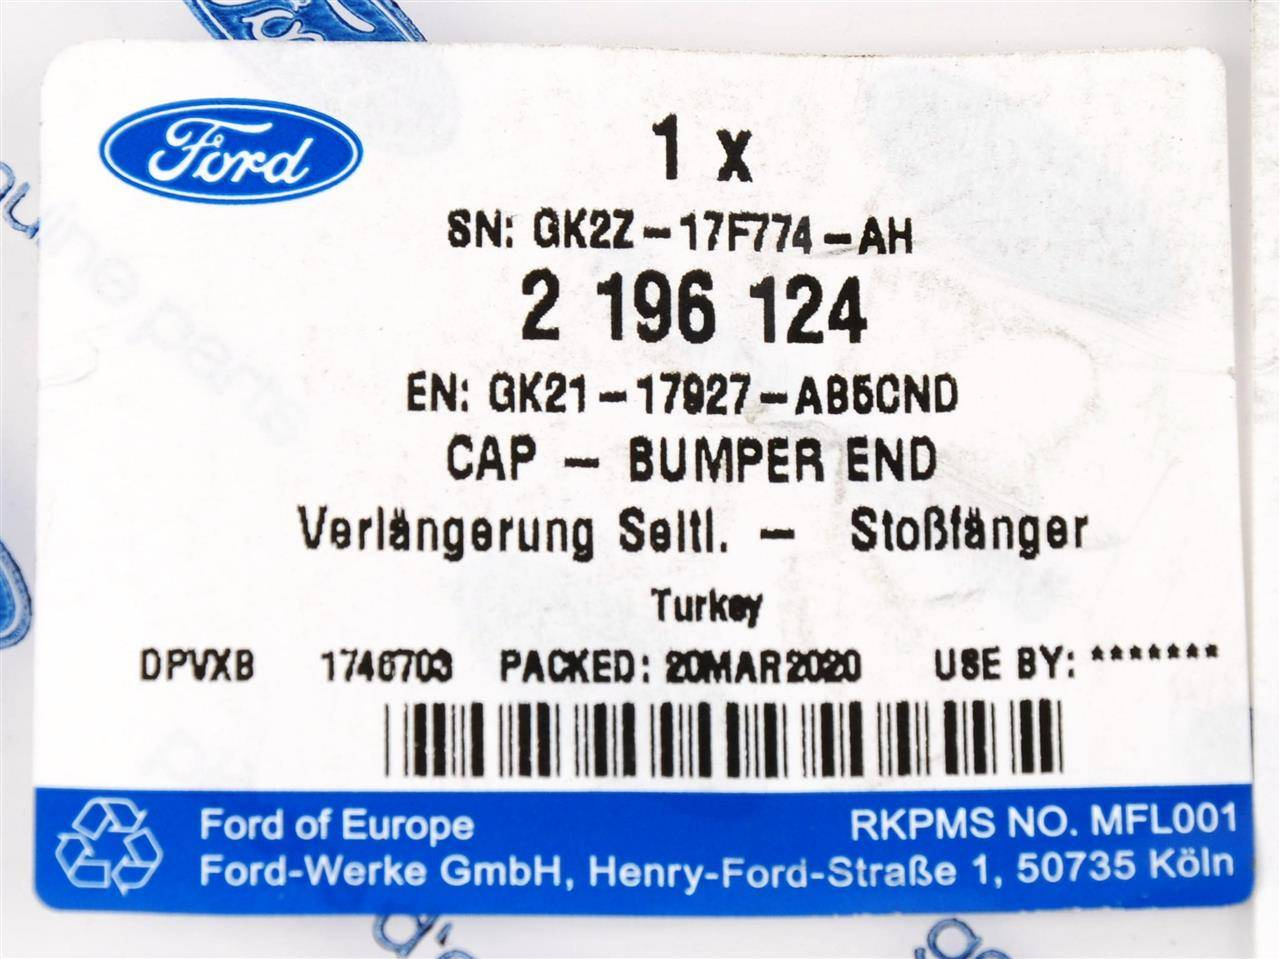 Ford
1 x
SN: GK2Z-17F774-AH
2 196 124
EN: GK21-17927-AB5CND
CAP - BUMPER END
Verlängerung Seitl. - Stoßfänger
Turkey
DPVXB 1746703 PACKED: 20MAR2020 USE BY: *******
Ford of Europe RKPMS NO. MFL001
Ford-Werke GmbH, Henry-Ford-Straße 1, 50735 Köln